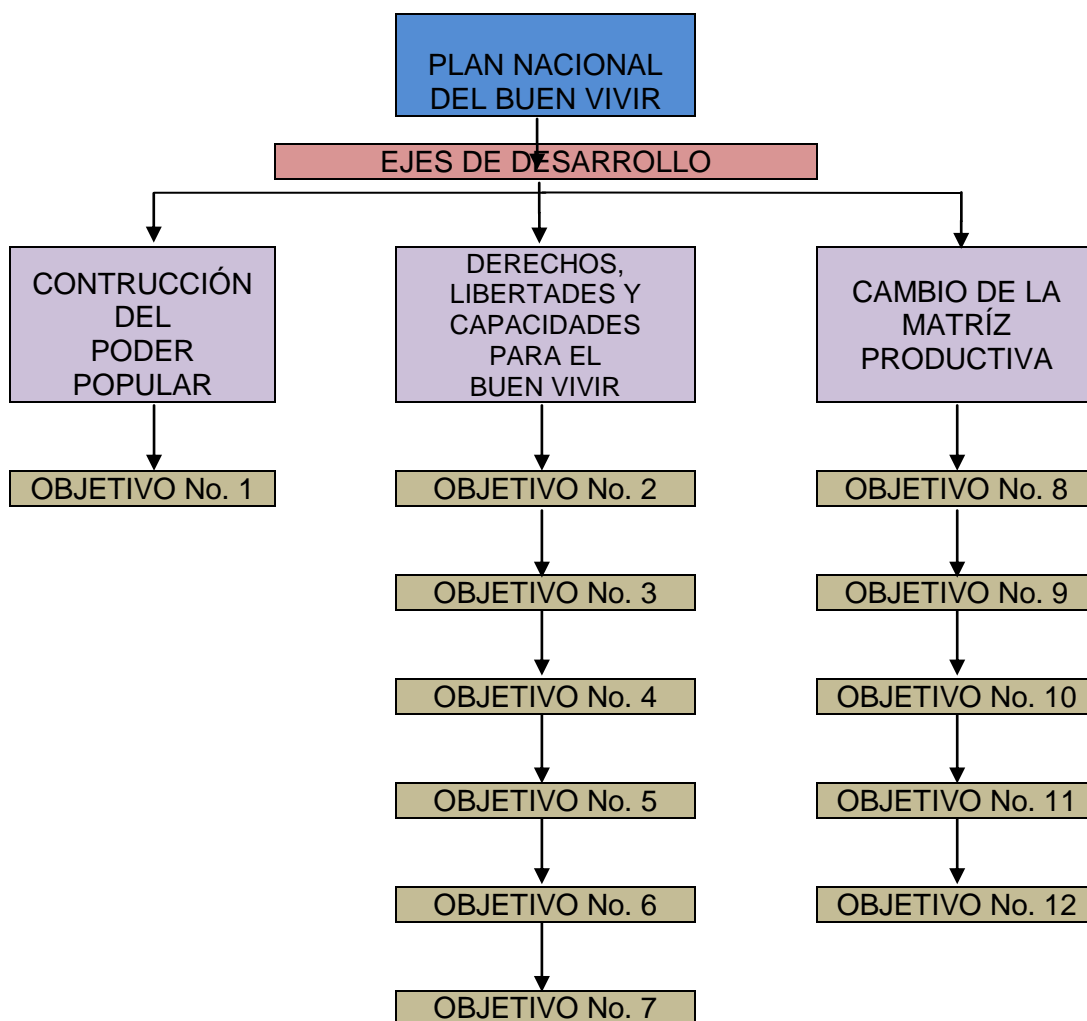 PLAN NACIONAL
DEL BUEN VIVIR
EJES DE DESARROLLO
CONTRUCCIÓN
DEL
PODER
POPULAR
DERECHOS,
LIBERTADES Y
CAPACIDADES
PARA EL
BUEN VIVIR
CAMBIO DE LA
MATRÍZ
PRODUCTIVA
OBJETIVO No. 1
OBJETIVO No. 2
OBJETIVO No. 8
OBJETIVO No. 3
OBJETIVO No. 9
OBJETIVO No. 4
OBJETIVO No. 10
OBJETIVO No. 5
OBJETIVO No. 11
OBJETIVO No. 6
OBJETIVO No. 12
OBJETIVO No. 7